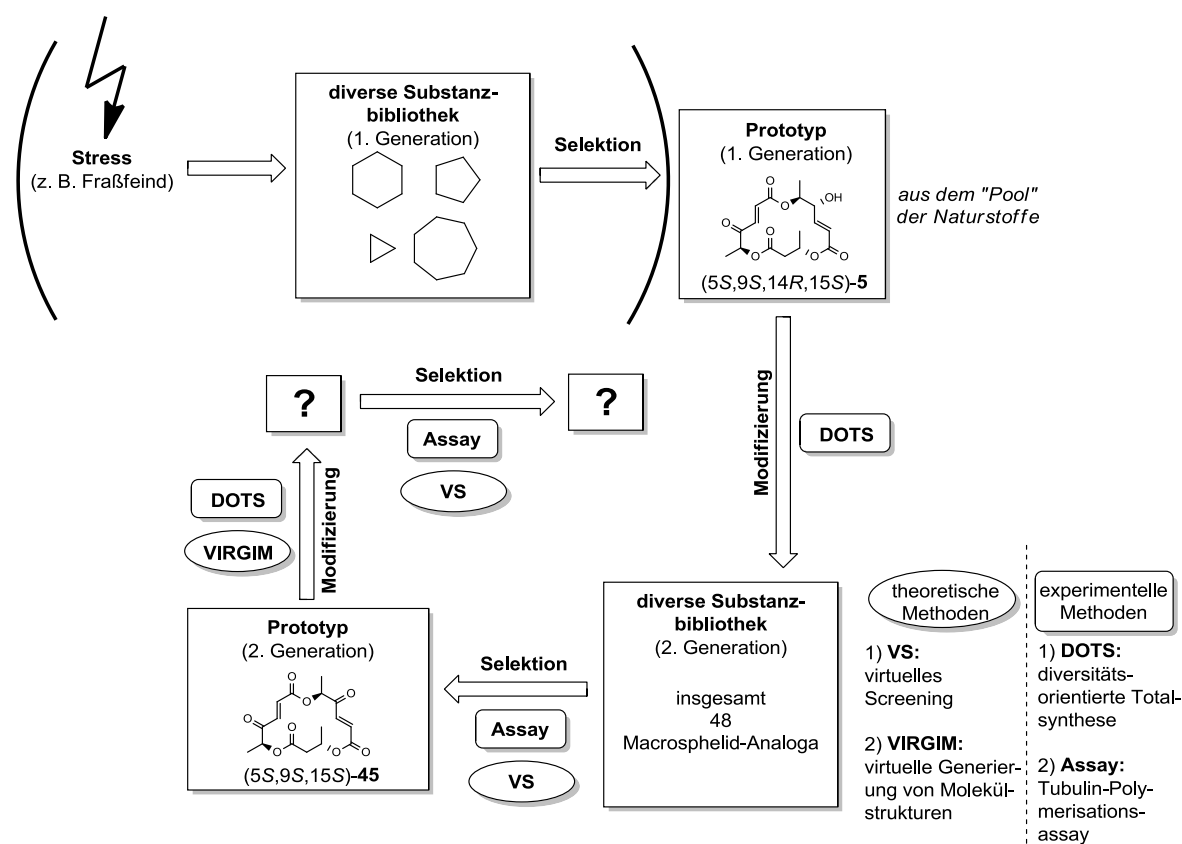 Stress
(z. B. Fraßfeind)
diverse Substanz-
bibliothek
(1. Generation)
Selektion
Prototyp
(1. Generation)
O
O
OH
O
O
O
O
O
(5S,9S,14R,15S)-5
aus dem "Pool"
der Naturstoffe
Modifizierung
DOTS
?
Selektion
Assay
VS
?
DOTS
VIRGIM
Modifizierung
Prototyp
(2. Generation)
O
O
O
O
O
O
O
O
(5S,9S,15S)-45
Selektion
Assay
VS
diverse Substanz-
bibliothek
(2. Generation)
insgesamt
48
Macrosphelid-Analoga
theoretische
Methoden
1) VS:
virtuelles
Screening
2) VIRGIM:
virtuelle Generier-
ung von Molekül-
strukturen
experimentelle
Methoden
1) DOTS:
diversitäts-
orientierte Total-
synthese
2) Assay:
Tubulin-Poly-
merisations-
assay